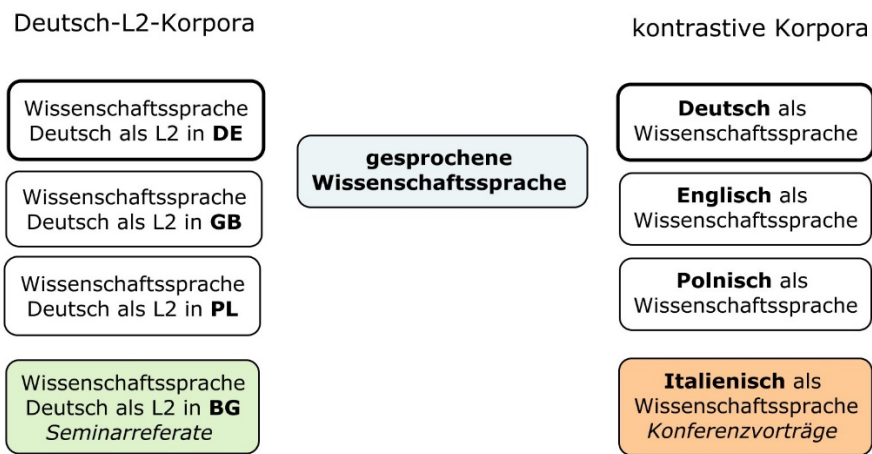 Deutsch-L2-Korpora
Wissenschaftssprache
Deutsch als L2 in DE
Wissenschaftssprache
Deutsch als L2 in GB
Wissenschaftssprache
Deutsch als L2 in PL
Wissenschaftssprache
Deutsch als L2 in BG
Seminarreferate
gesprochene
Wissenschaftssprache
kontrastive Korpora
Deutsch als
Wissenschaftssprache
Englisch als
Wissenschaftssprache
Polnisch als
Wissenschaftssprache
Italienisch als
Wissenschaftssprache
Konferenzvorträge